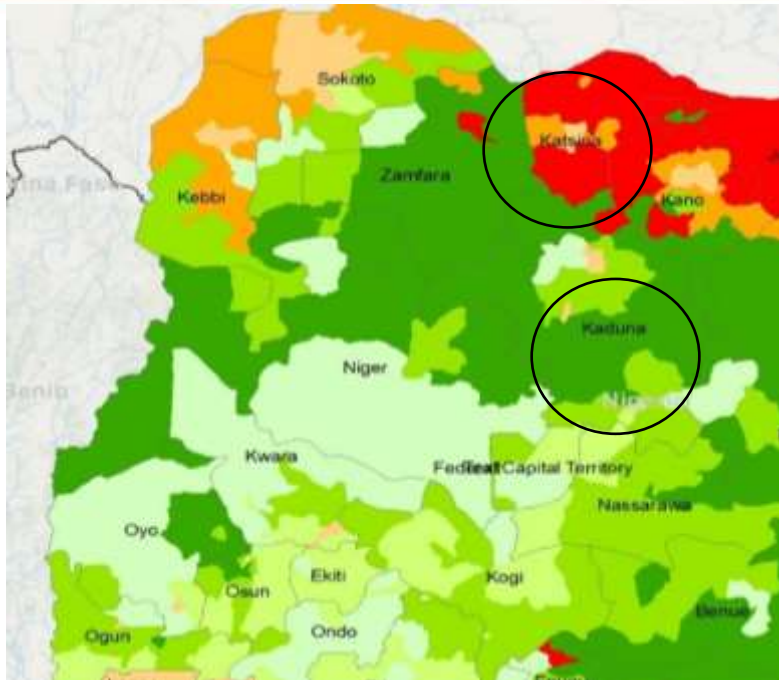 Sokoto
Katsina
Zamfara
Kebbi
Kano
Kaduna
Niger
Kwara
Federal Capital Territory
Nassarawa
Oyo
Ekiti
Kogi
Osun
Benue
Ogun
Ondo